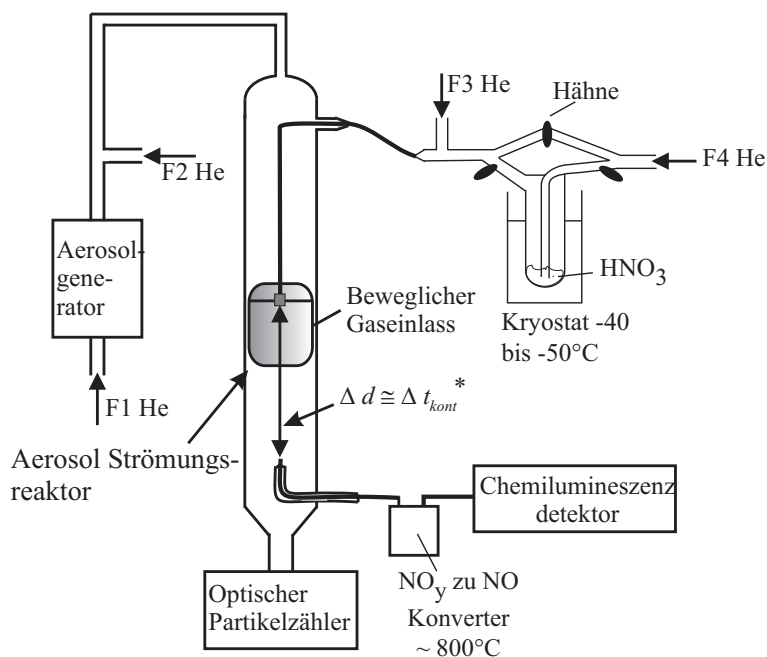 F3 He
Hähne
F2 He
F4 He
Aerosol-
gene-
rator
HNO3
Beweglicher
Gaseinlass
Kryostat -40
bis -50°C
F1 He
Δ d ≅ Δ tkont*
Aerosol Strömungs-
reaktor
Chemilumineszenz
detektor
NOy zu NO
Konverter
~ 800°C
Optischer
Partikelzähler